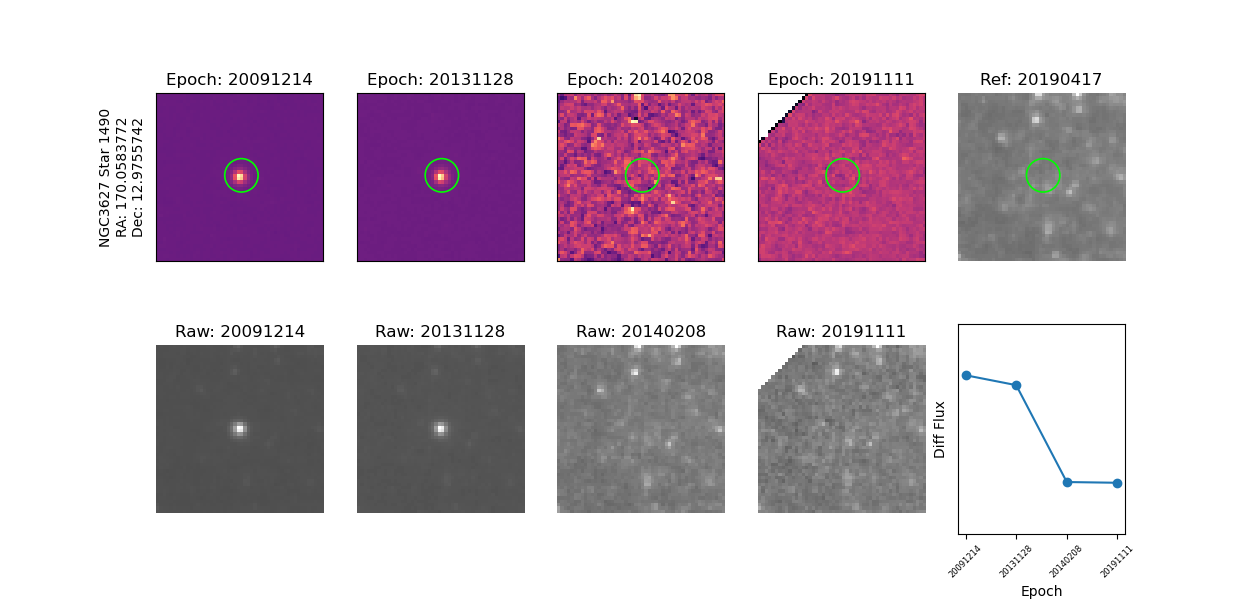 Epoch: 20091214
Epoch: 20131128
Epoch: 20140208
Epoch: 20191111
Ref: 20190417
NGC3627 Star 1490
RA: 170.0583772
Dec: 12.9755742
Raw: 20091214
Raw: 20131128
Raw: 20140208
Raw: 20191111
Diff Flux
20091214
20131128
20140208
20191111
Epoch